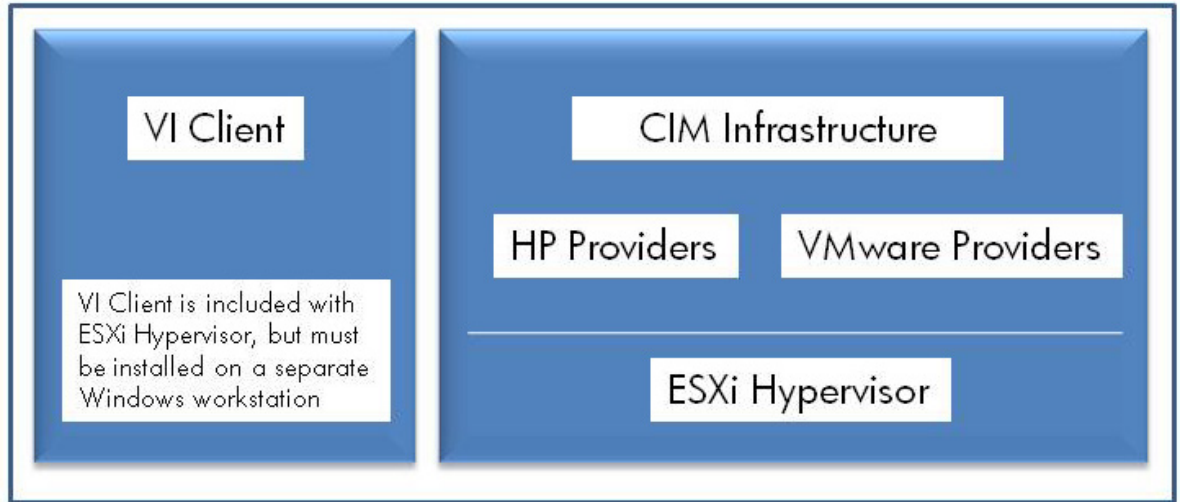 VI Client
VI Client is included with
ESXi Hypervisor, but must
be installed on a separate
Windows workstation
CIM Infrastructure
HP Providers
VMware Providers
ESXi Hypervisor